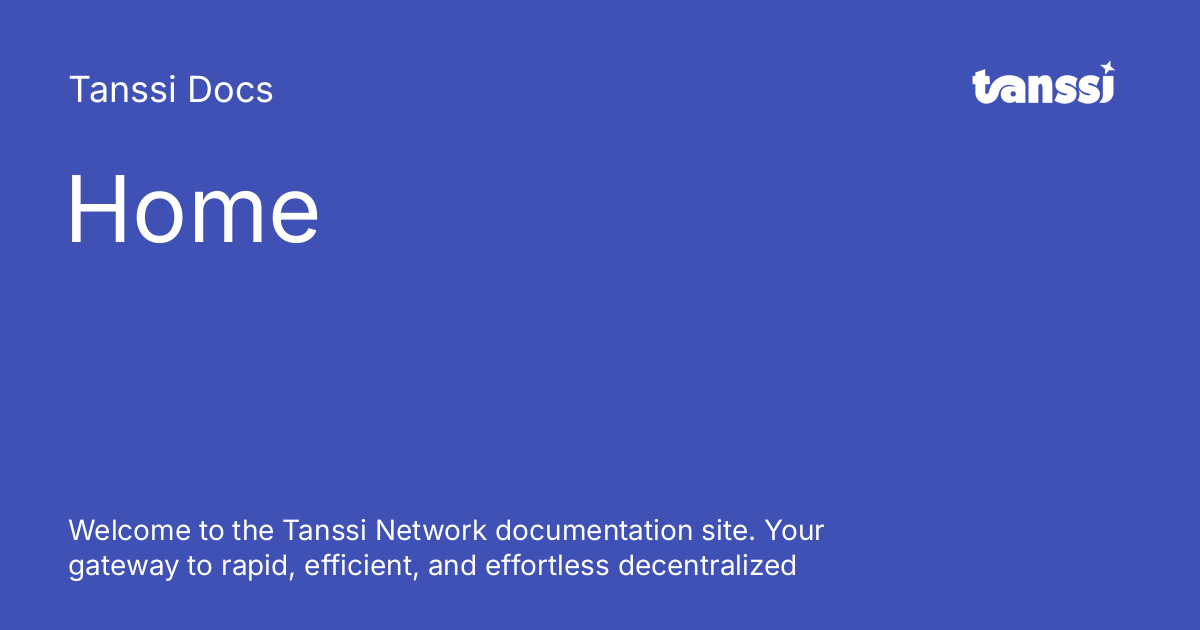 Tanssi Docs
tanssi
Home
Welcome to the Tanssi Network documentation site. Your
gateway to rapid, efficient, and effortless decentralized